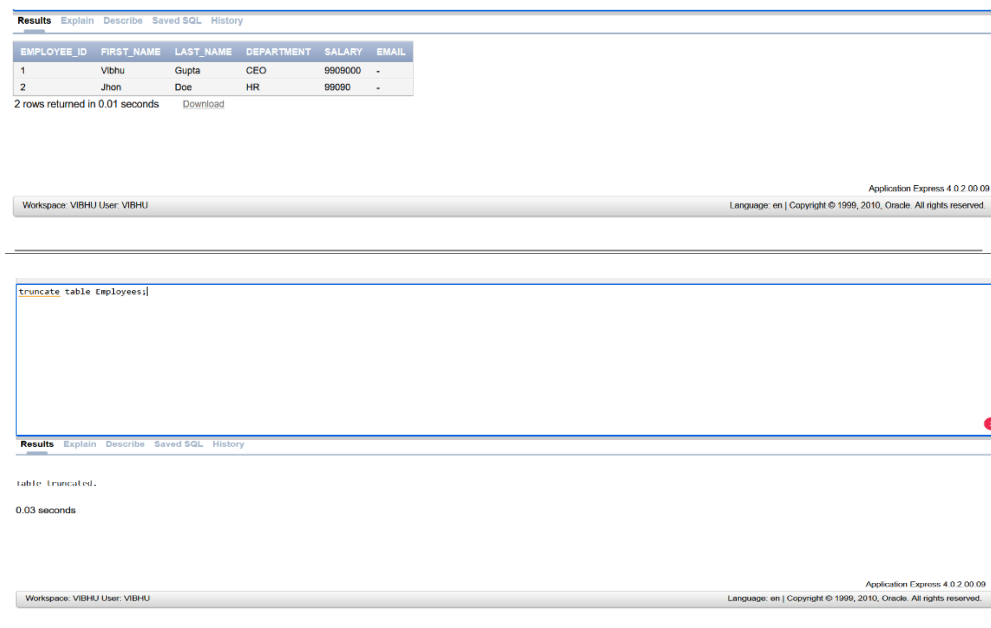 Results Explain Describe Saved SQL History
EMPLOYEE_ID FIRST_NAME LAST_NAME DEPARTMENT SALARY EMAIL
1 Vibhu Gupta CEO 9909000 -
2 Jhon Doe HR 99090 -
2 rows returned in 0.01 seconds Download
Application Express 4.0.2.00.09
Workspace: VIBHU User: VIBHU Language: en | Copyright © 1999, 2010, Oracle. All rights reserved.
truncate table Employees;
Results Explain Describe Saved SQL History
Table truncated.
0.03 seconds
Application Express 4.0.2.00.09
Workspace: VIBHU User: VIBHU Language: en | Copyright © 1999, 2010, Oracle. All rights reserved.